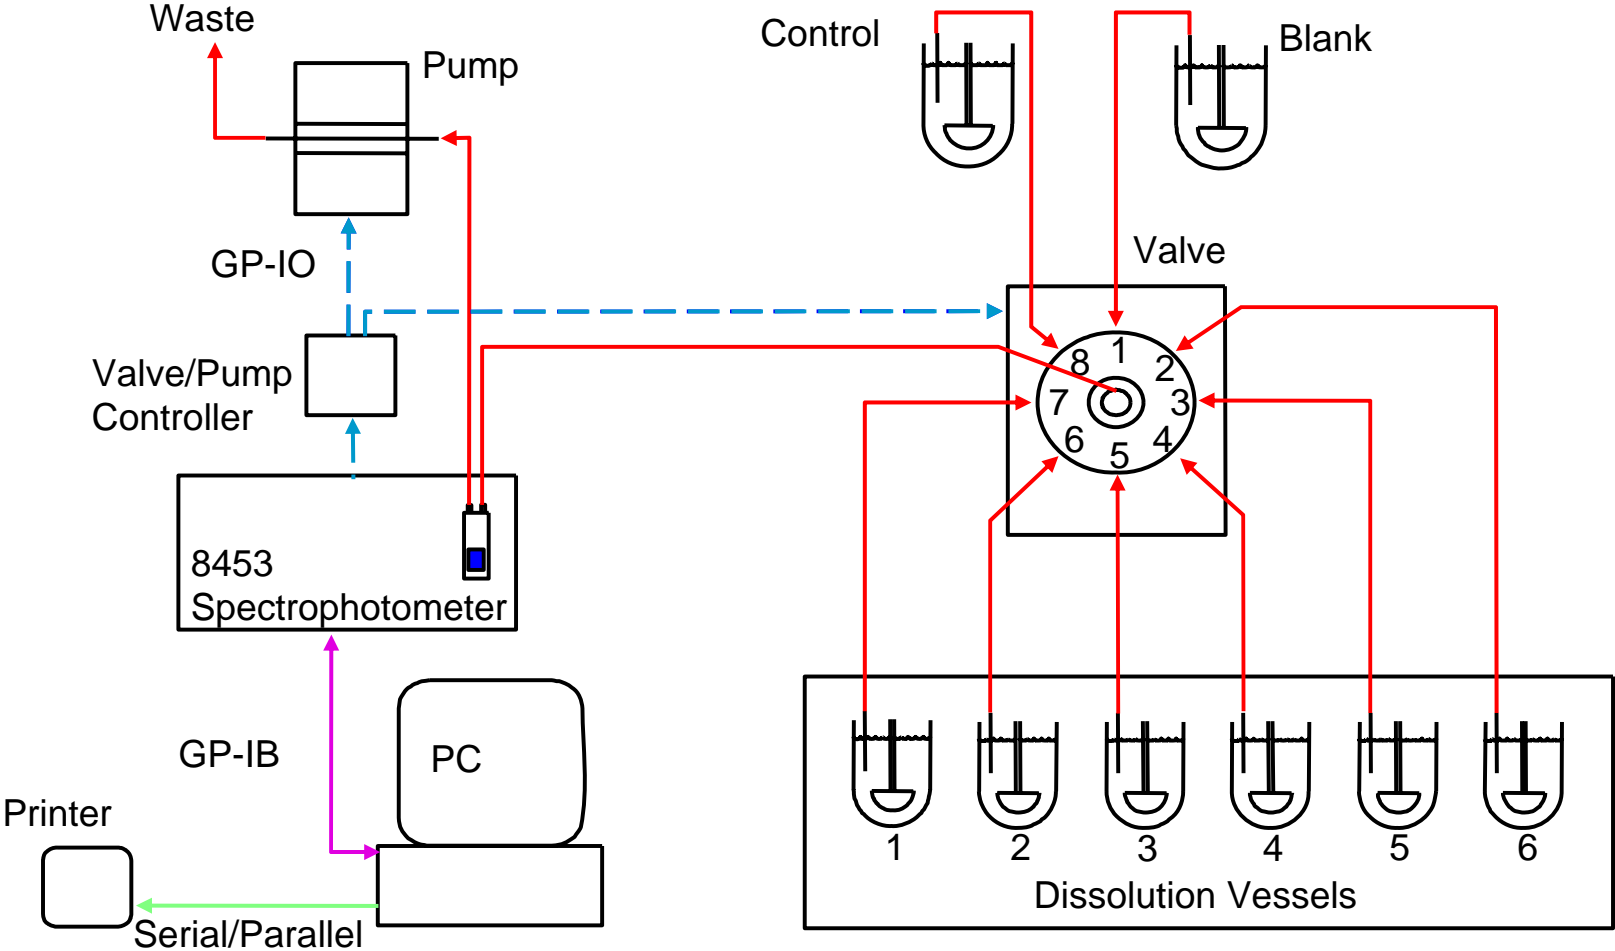 Waste
Pump
Control
Blank
GP-IO
Valve
Valve/Pump
Controller
1
2
3
4
5
6
7
8
8453
Spectrophotometer
GP-IB
PC
Printer
Serial/Parallel
1 2 3 4 5 6
Dissolution Vessels